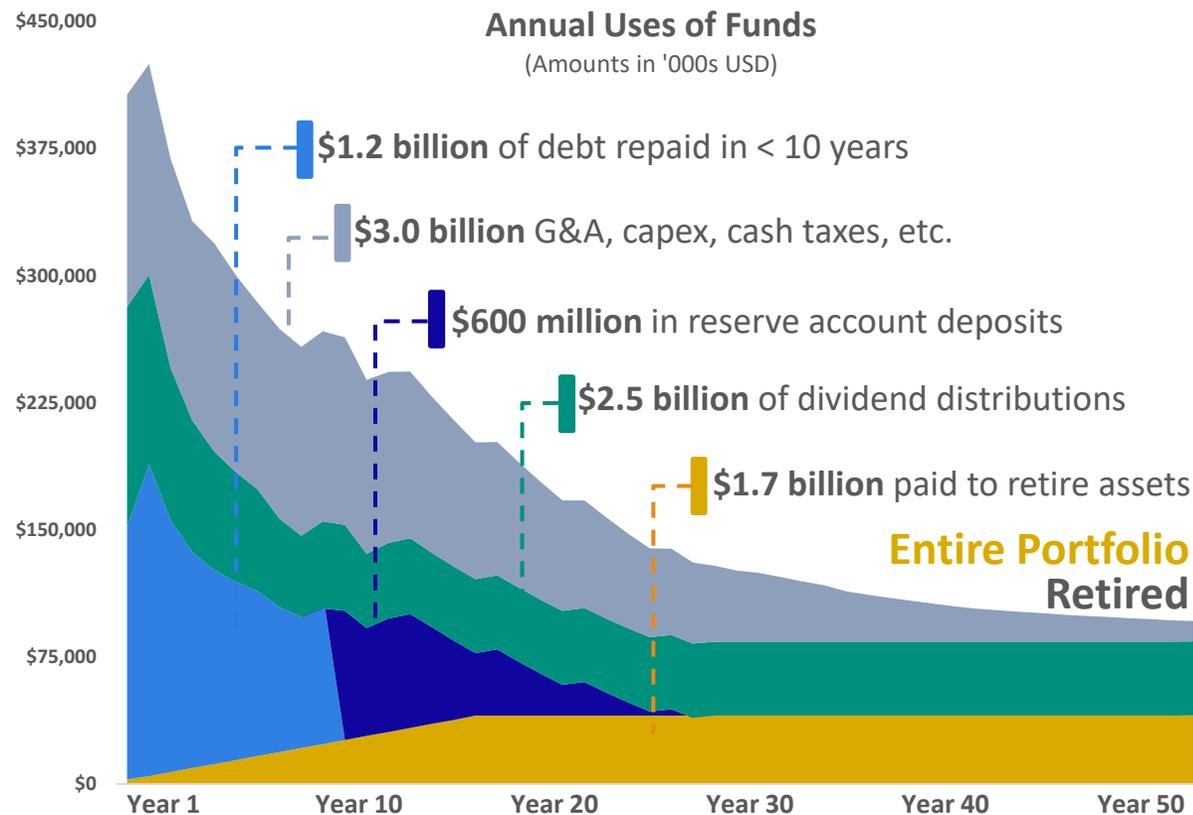 Annual Uses of Funds
(Amounts in '000s USD)
$450,000
$375,000
$300,000
$225,000
$150,000
$75,000
$0
$1.2 billion of debt repaid in < 10 years
$3.0 billion G&A, capex, cash taxes, etc.
$600 million in reserve account deposits
$2.5 billion of dividend distributions
$1.7 billion paid to retire assets
Entire Portfolio
Retired
Year 1 Year 10 Year 20 Year 30 Year 40 Year 50